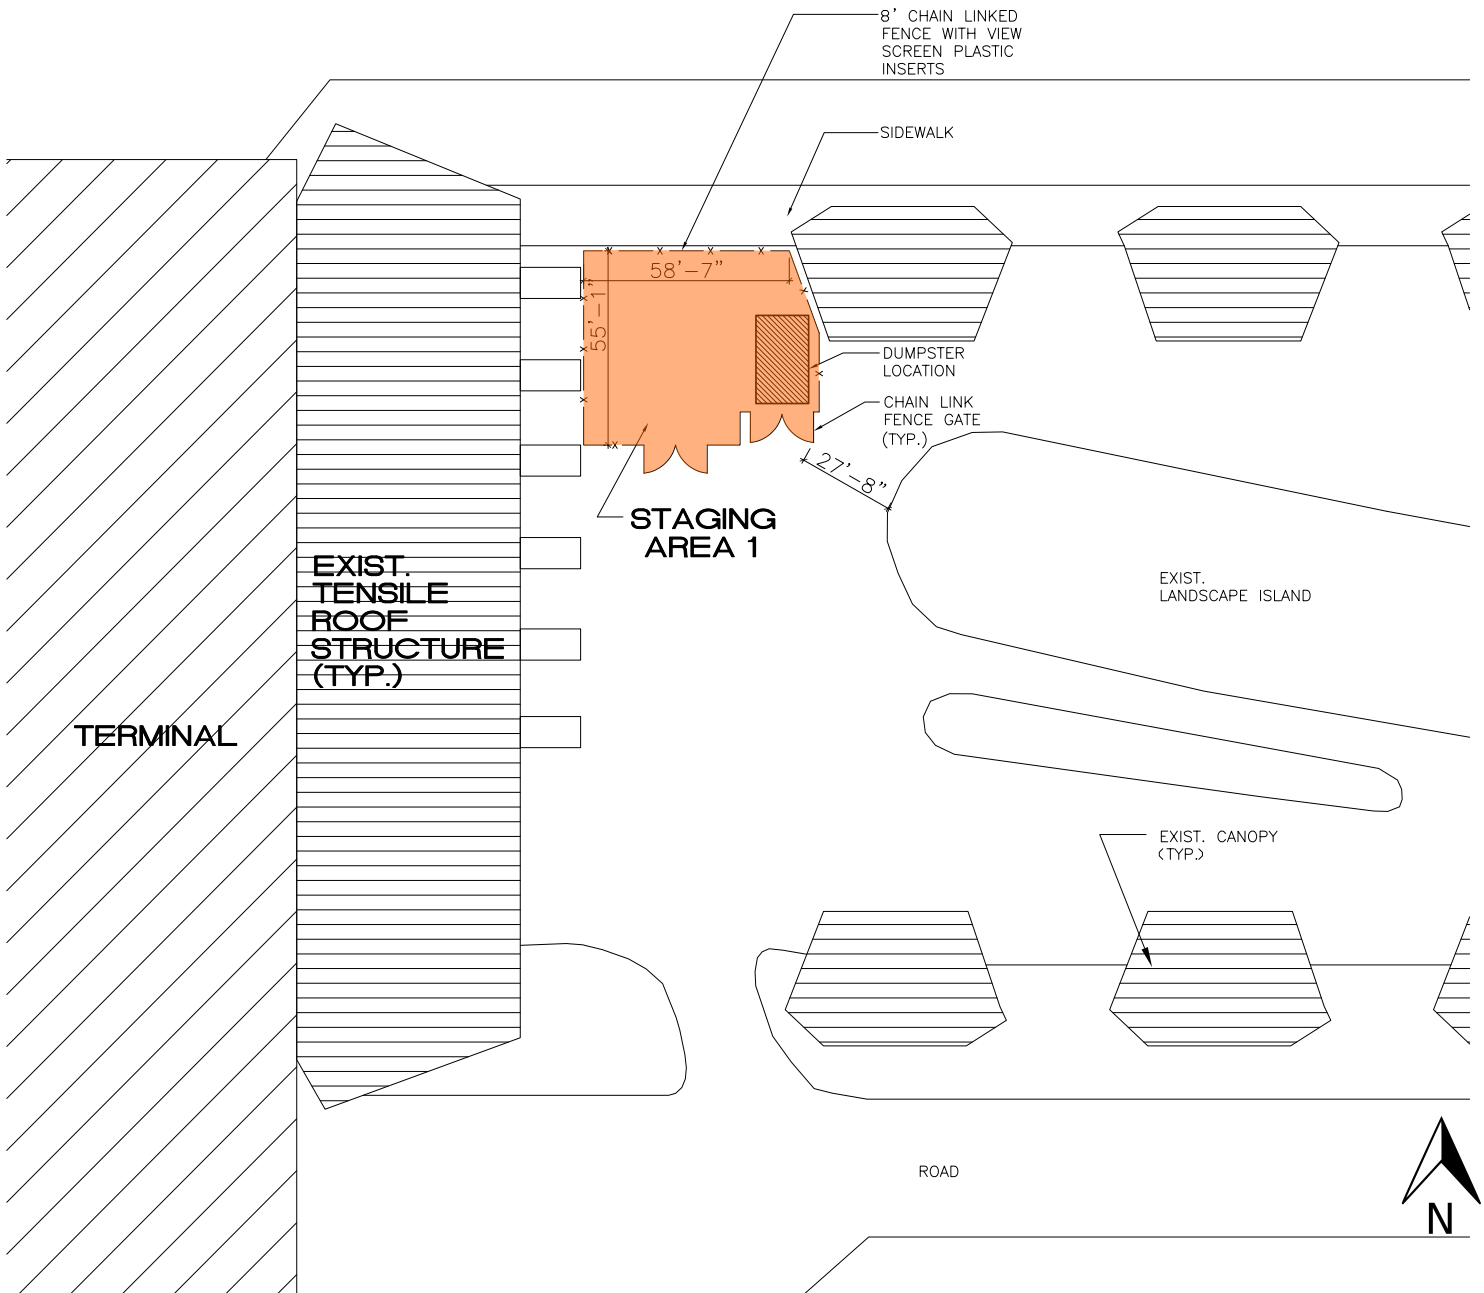 8' CHAIN LINKED
FENCE WITH VIEW
SCREEN PLASTIC
INSERTS
SIDEWALK
58'-7"
55'-1"
DUMPSTER
LOCATION
CHAIN LINK
FENCE GATE
(TYP.)
27'-8"
STAGING
AREA 1
EXIST.
TENSILE
ROOF
STRUCTURE
(TYP.)
EXIST.
LANDSCAPE ISLAND
TERMINAL
EXIST. CANOPY
(TYP.)
ROAD
N